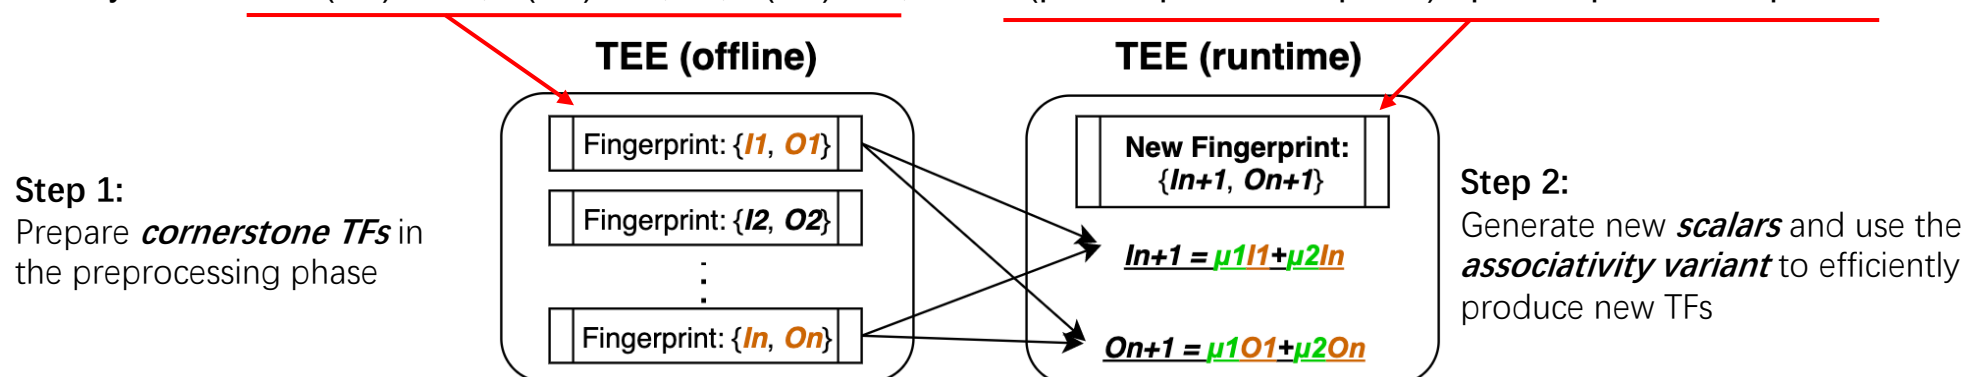 TEE (offline)
TEE (runtime)
Step 1:
Prepare cornerstone TFs in
the preprocessing phase
Fingerprint: {I1, O1}
Fingerprint: {I2, O2}
⋮
Fingerprint: {In, On}
New Fingerprint:
{In+1, On+1}
In+1 = μ1I1+μ2In
On+1 = μ1O1+μ2On
Step 2:
Generate new scalars and use the
associativity variant to efficiently
produce new TFs